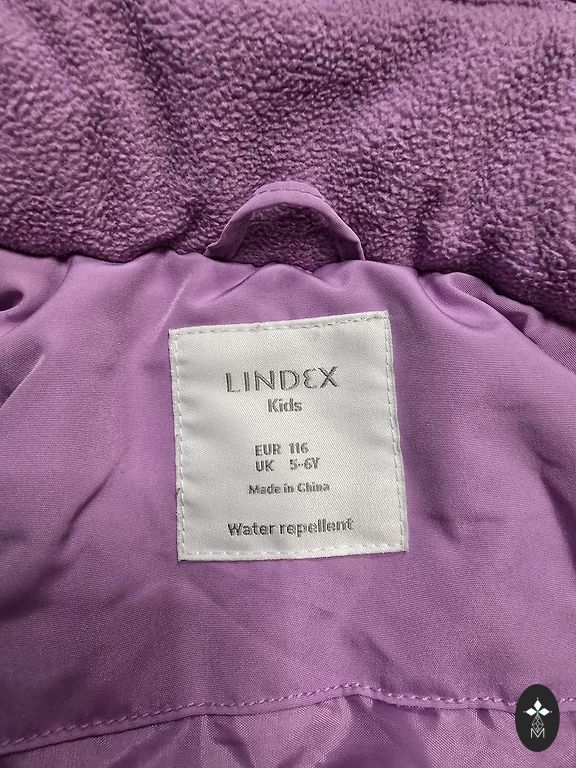 LINDEX
Kids
EUR 116
UK 5-6Y
Made in China
Water repellent
M